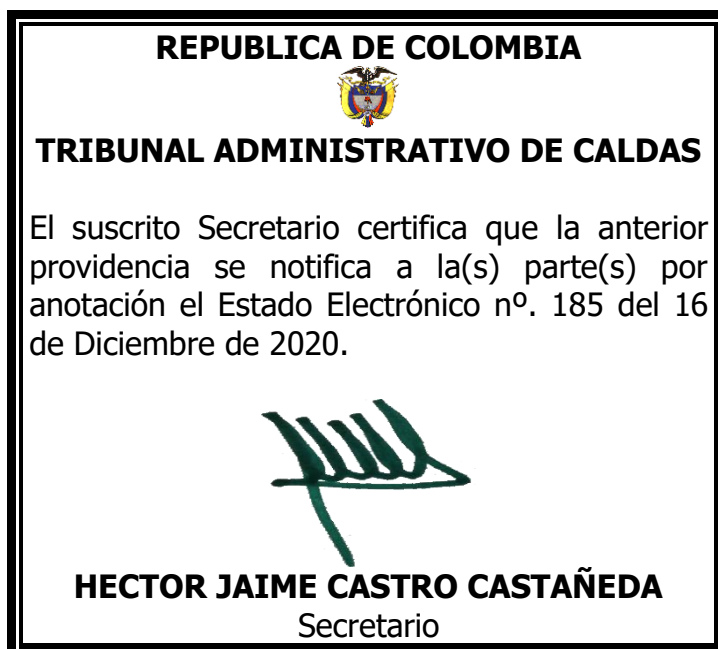 REPUBLICA DE COLOMBIA
TRIBUNAL ADMINISTRATIVO DE CALDAS
El suscrito Secretario certifica que la anterior
providencia se notifica a la(s) parte(s) por
anotación el Estado Electrónico nº. 185 del 16
de Diciembre de 2020.
HECTOR JAIME CASTRO CASTAÑEDA
Secretario